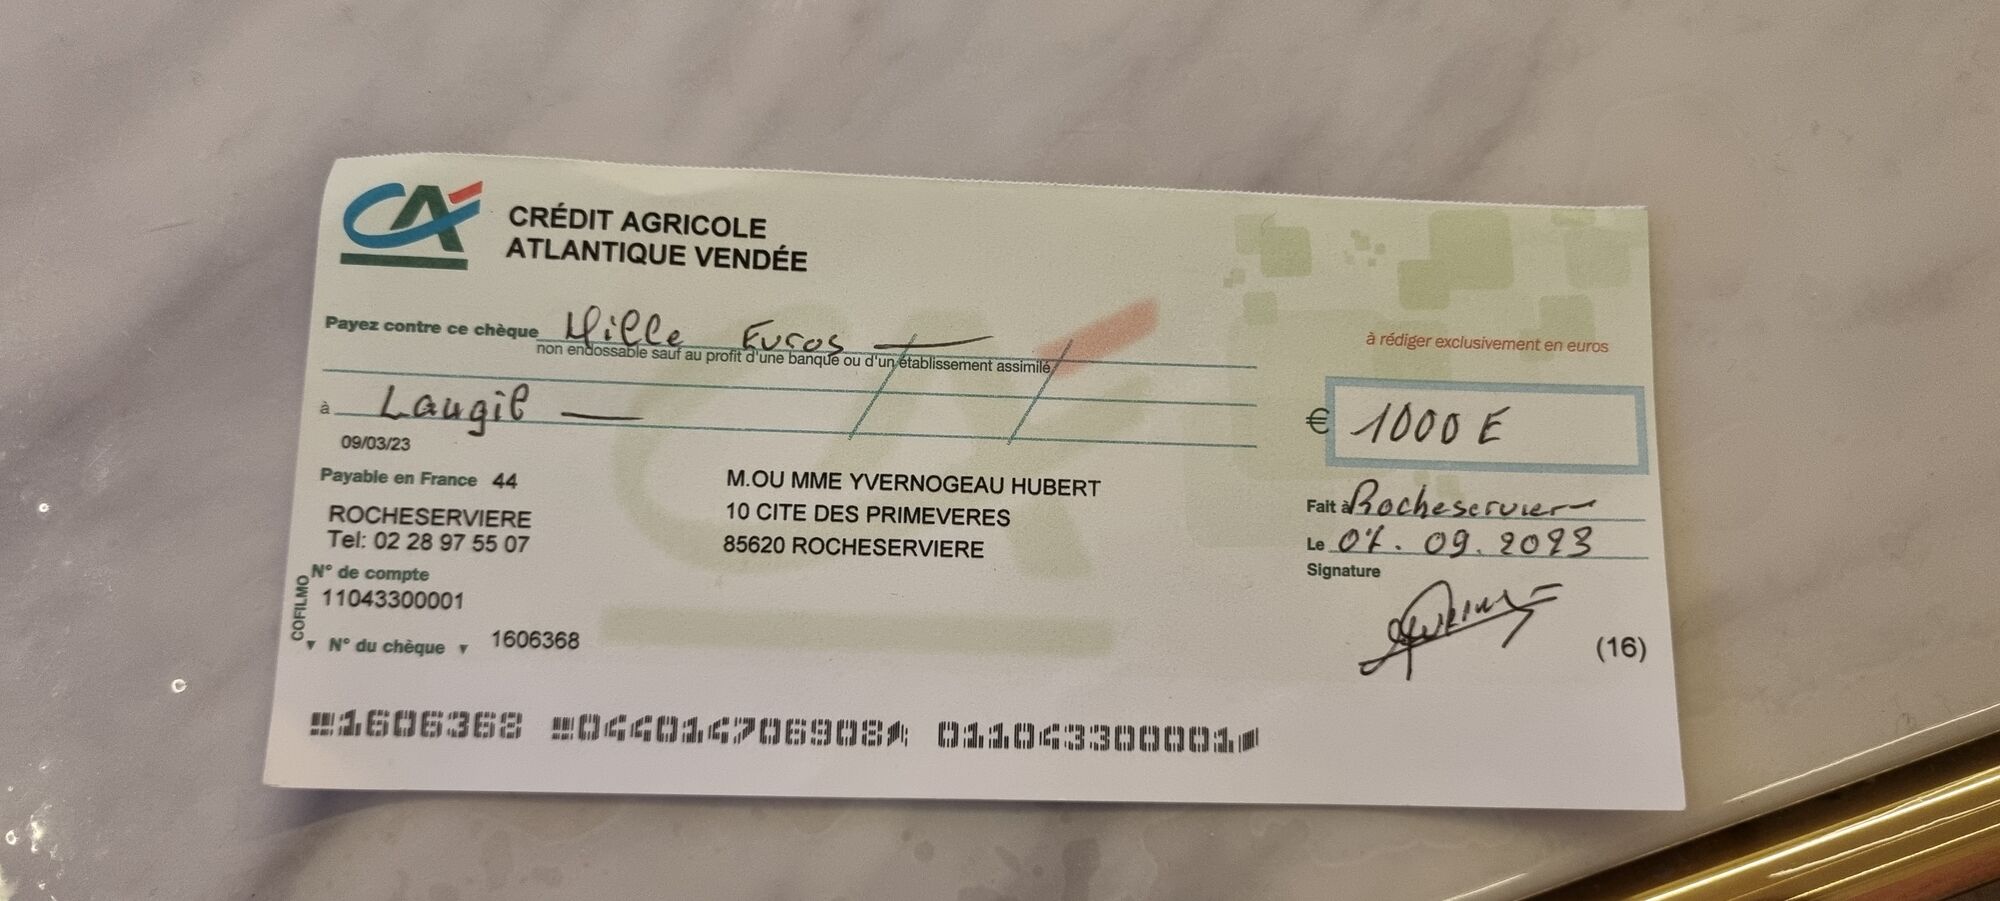 CA
CRÉDIT AGRICOLE
ATLANTIQUE VENDÉE
Payez contre ce chèque Mille Euros
non endossable sauf au profit d'une banque ou d'un établissement assimilé
à rédiger exclusivement en euros
à Laugil
€ 1000 E
09/03/23
Payable en France 44
ROCHESERVIERE
Tel: 02 28 97 55 07
M.OU MME YVERNOGEAU HUBERT
10 CITE DES PRIMEVERES
85620 ROCHESERVIERE
Fait à Rocheservier
Le 07. 09. 2023
Signature
COFILMO
N° de compte
11043300001
N° du chèque 1606368
(16)
1606368 044014706908 011043300001